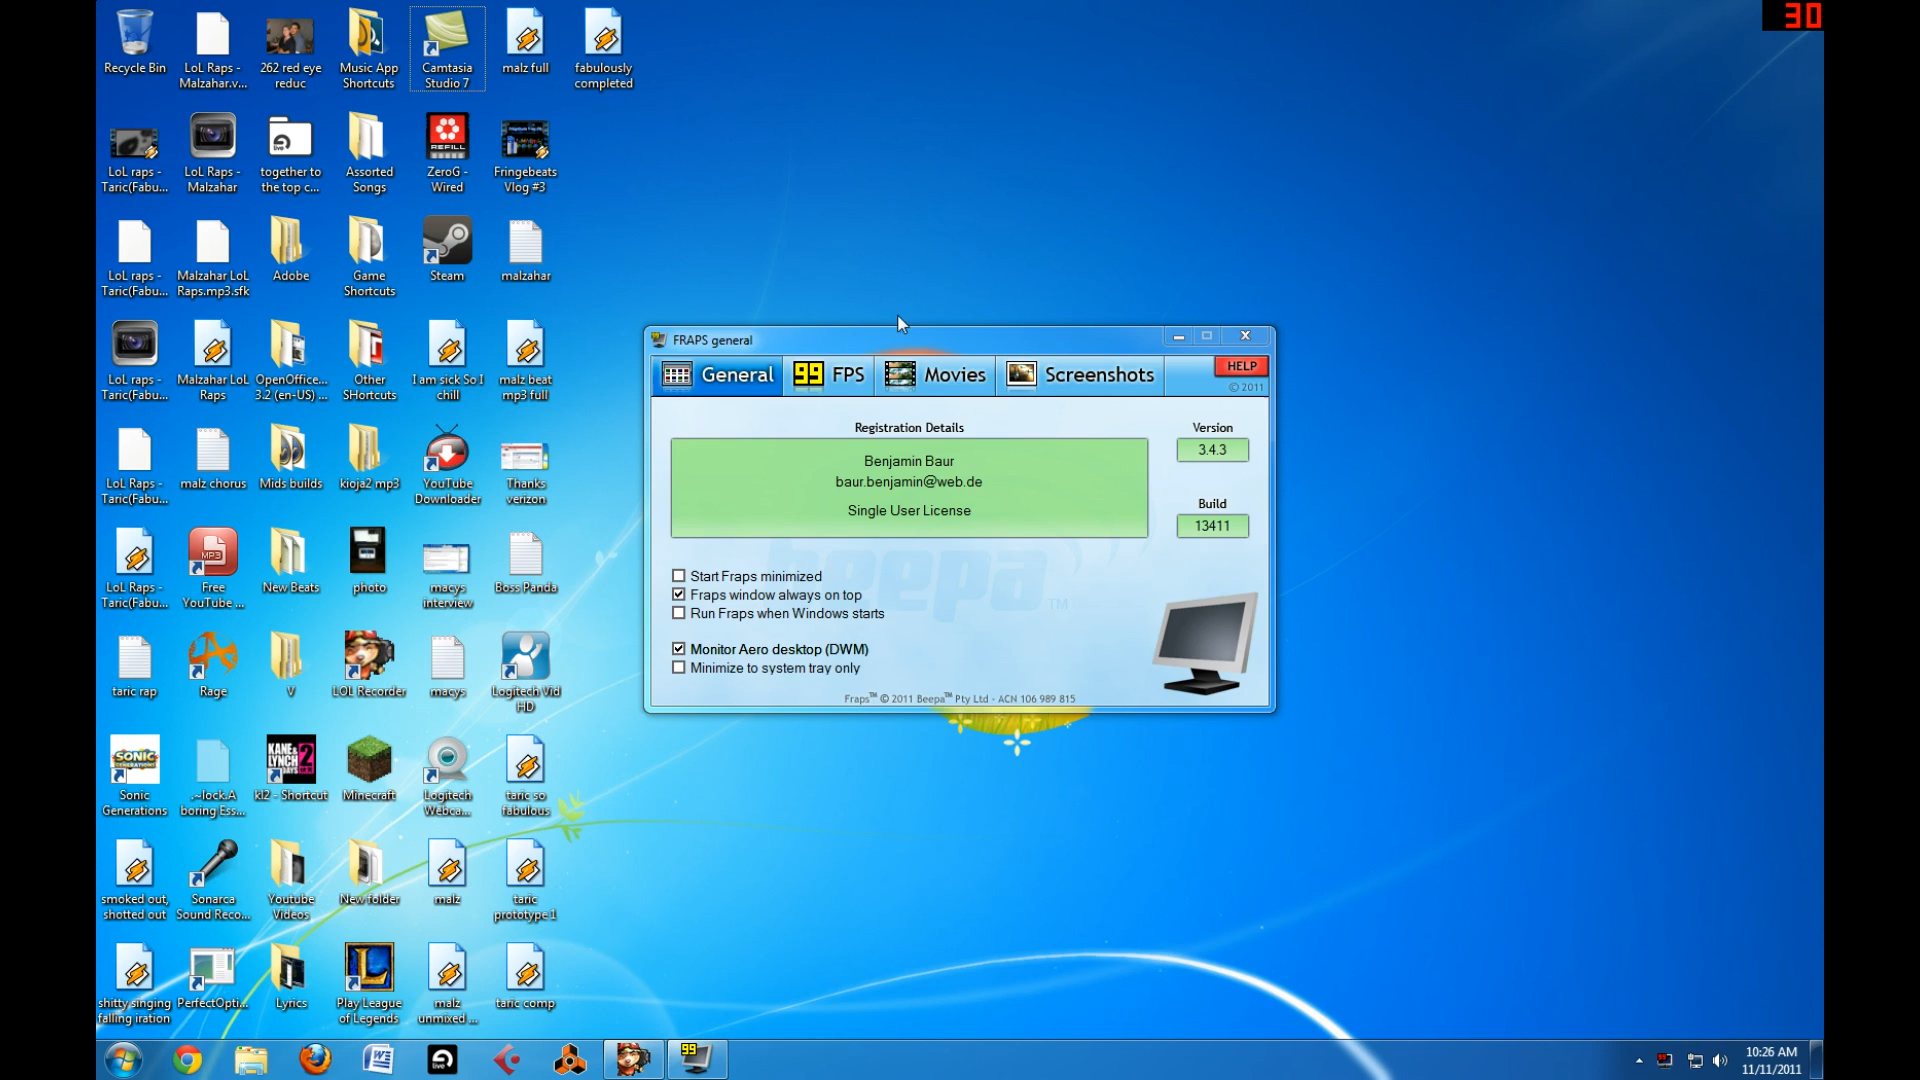 30
Recycle Bin
LoL Raps -
Malzahar.v...
262 red eye
reduc
Music App
Shortcuts
Camtasia
Studio 7
malz full
fabulously
completed
LoL raps -
Taric(Fabu...
LoL Raps -
Malzahar
together to
the top c...
Assorted
Songs
REFILL
ZeroG -
Wired
Fringebeats
Vlog #3
LoL raps -
Taric(Fabu...
Malzahar LoL
Raps.mp3.sfk
Adobe
Game
Shortcuts
Steam
malzahar
LoL raps -
Taric(Fabu...
Malzahar LoL
Raps
OpenOffice...
3.2 (en-US) ...
Other
SHortcuts
I am sick So I
chill
malz beat
mp3 full
LoL Raps -
Taric(Fabu...
malz chorus
Mids builds
kioja2 mp3
YouTube
Downloader
Thanks
verizon
LoL Raps -
Taric(Fabu...
MP3
Free
YouTube ...
New Beats
photo
macys
interview
Boss Panda
taric rap
Rage
V
LOL Recorder
macys
Logitech Vid
HD
SONIC
GENERATIONS
Sonic
Generations
.~lock.A
boring Ess...
KANE &
LYNCH 2
kl2 - Shortcut
Minecraft
Logitech
Webca...
taric so
fabulous
smoked out,
shotted out
Sonarca
Sound Reco...
Youtube
Videos
New folder
malz
taric
prototype 1
shitty singing
falling iration
PerfectOpti...
Lyrics
Play League
of Legends
malz
unmixed ...
taric comp
FRAPS general
General
99 FPS
Movies
Screenshots
HELP
© 2011
Registration Details
Benjamin Baur
baur.benjamin@web.de
Single User License
Version
3.4.3
Build
13411
beepa™
Start Fraps minimized
Fraps window always on top
Run Fraps when Windows starts
Monitor Aero desktop (DWM)
Minimize to system tray only
Fraps™ © 2011 Beepa™ Pty Ltd - ACN 106 989 815
live
99
10:26 AM
11/11/2011